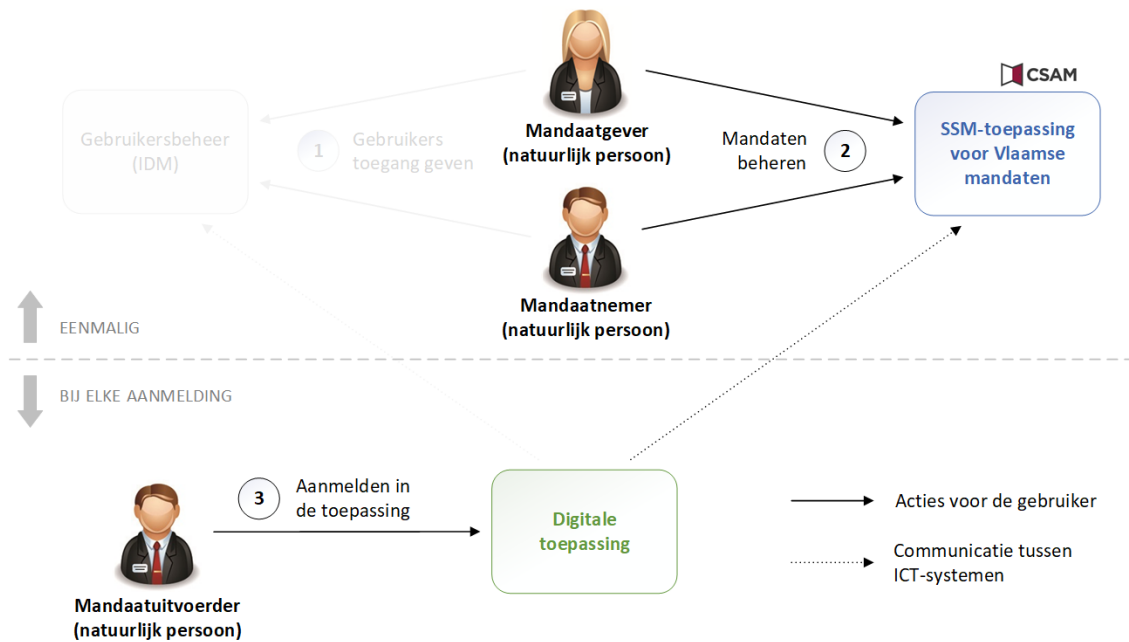 CSAM
Gebruikersbeheer
(IDM)
1
Gebruikers
toegang geven
Mandaatgever
(natuurlijk persoon)
Mandaten
beheren
2
SSM-toepassing
voor Vlaamse
mandaten
Mandaatnemer
(natuurlijk persoon)
EENMALIG
BIJ ELKE AANMELDING
3
Aanmelden in
de toepassing
Digitale
toepassing
Acties voor de gebruiker
Communicatie tussen
ICT-systemen
Mandaatuitvoerder
(natuurlijk persoon)